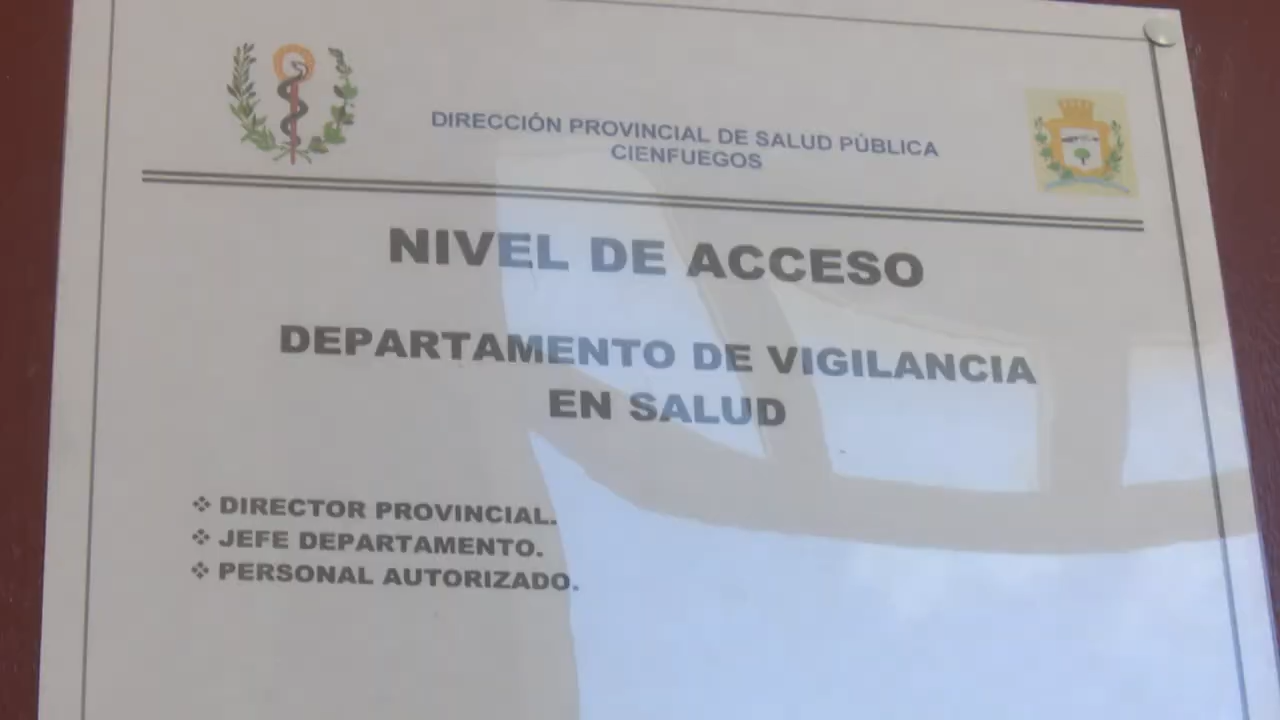 DIRECCIÓN PROVINCIAL DE SALUD PÚBLICA
CIENFUEGOS
NIVEL DE ACCESO
DEPARTAMENTO DE VIGILANCIA
EN SALUD
❖ DIRECTOR PROVINCIAL.
❖ JEFE DEPARTAMENTO.
❖ PERSONAL AUTORIZADO.